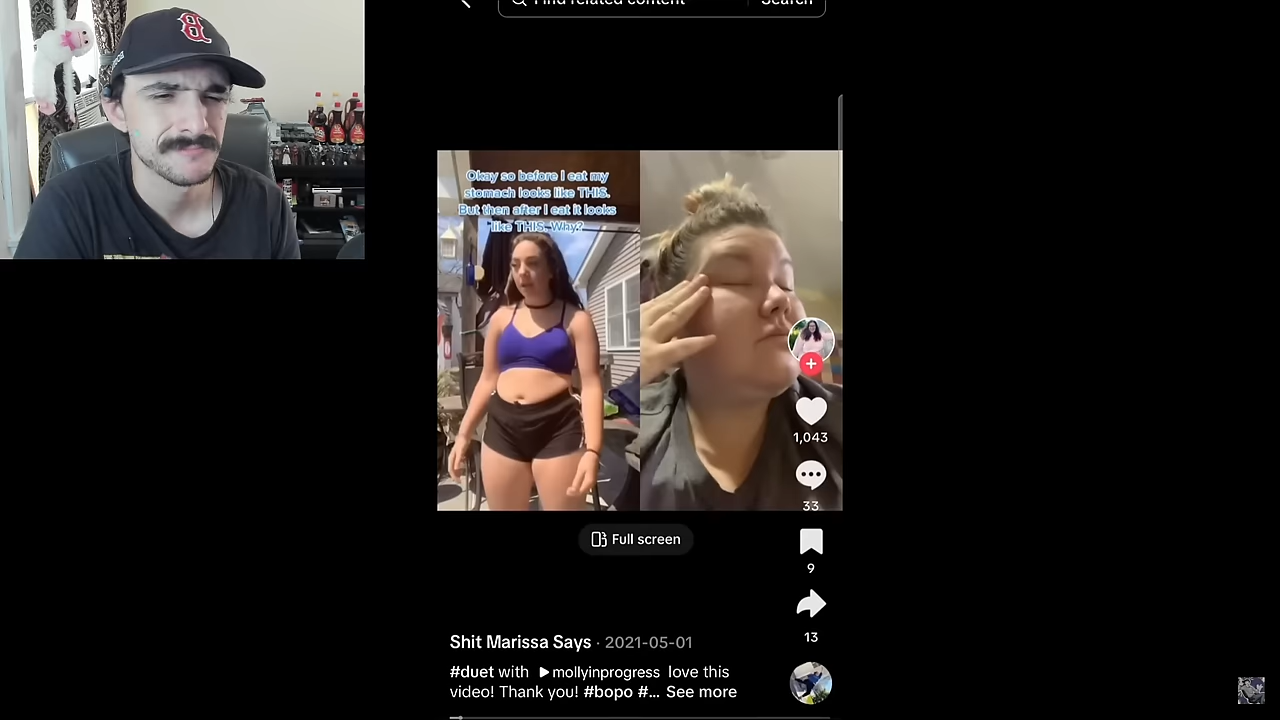 Find related content
Search
Okay so before I eat my
stomach looks like THIS.
But then after I eat it looks
like THIS. Why?
B
1,043
33
9
13
Full screen
Shit Marissa Says · 2021-05-01
#duet with mollyinprogress love this
video! Thank you! #bopo #... See more